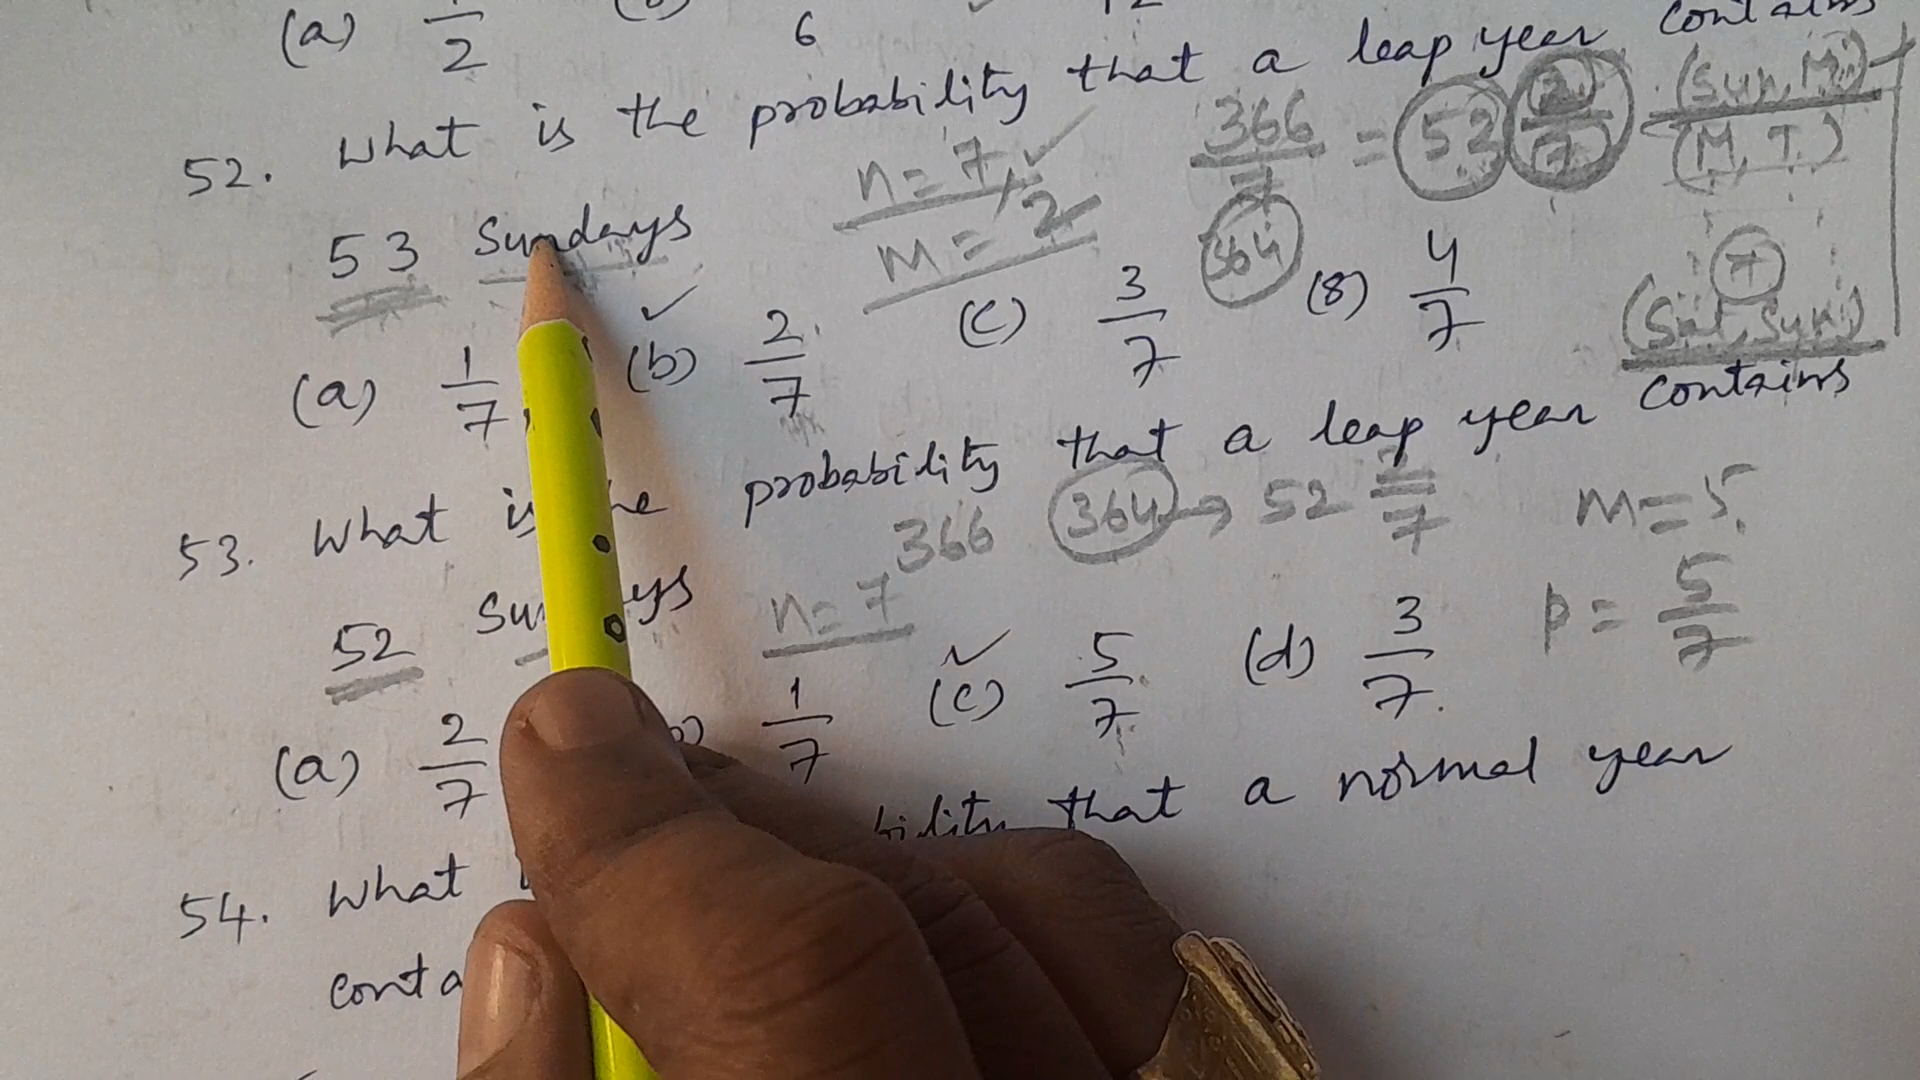 (a) 1/2 (b) 6 12
52. What is the probability that a leap year contains
53 Sundays
n = 7, m = 2
366/7 = 52 2/7 (Sun, M)
364 (M, T)
7
(Sat, Sun)
(a) 1/7, (b) 2/7. (c) 3/7 (8) 4/7
53. What is the probability that a leap year contains
52
n = 7 366 364 → 52 2/7 m = 5.
p = 5/7
(a) 2/7 1/7 (c) 5/7. (d) 3/7.
54. What that a normal year